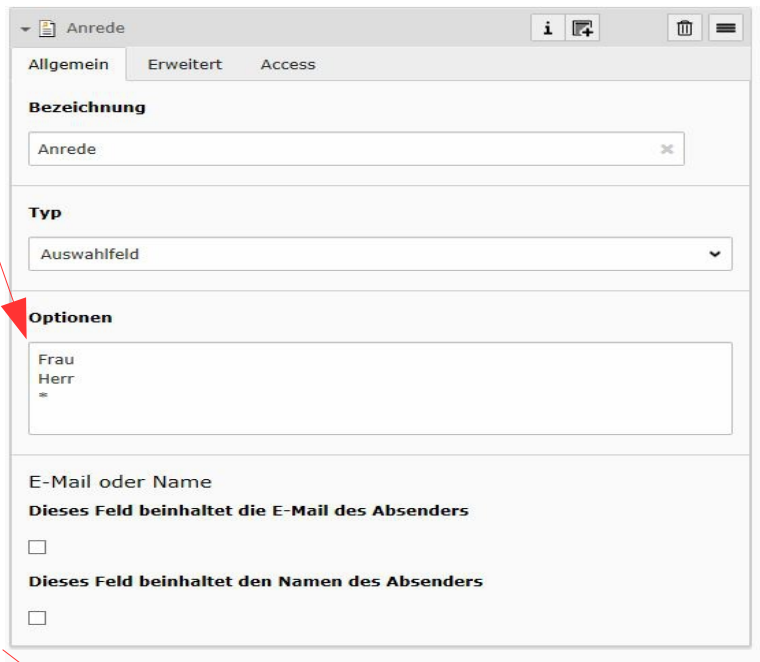 Anrede
Allgemein Erweitert Access
Bezeichnung
Anrede
Typ
Auswahlfeld
Optionen
Frau
Herr
*
E-Mail oder Name
Dieses Feld beinhaltet die E-Mail des Absenders
Dieses Feld beinhaltet den Namen des Absenders